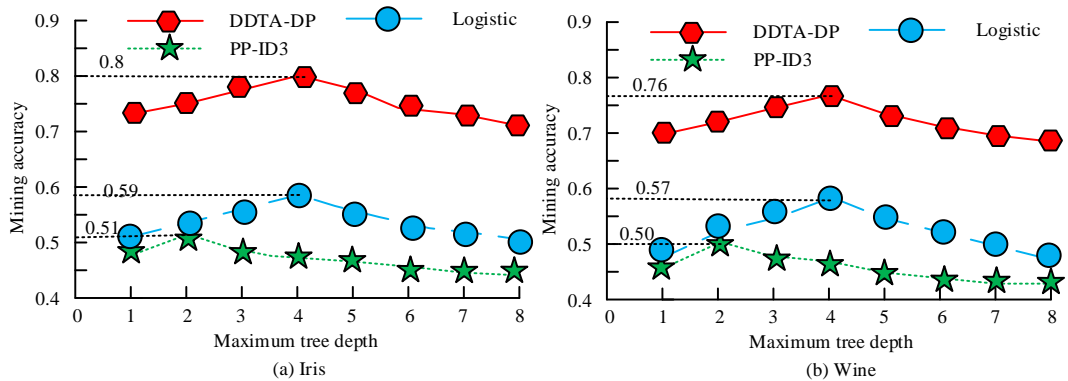 DDTA-DP
Logistic
PP-ID3
0.9
0.8
0.7
0.6
0.5
0.4
Mining accuracy
0.8
0.59
0.51
0 1 2 3 4 5 6 7 8
Maximum tree depth
(a) Iris
DDTA-DP
Logistic
PP-ID3
0.9
0.8
0.7
0.6
0.5
0.4
Mining accuracy
0.76
0.57
0.50
0 1 2 3 4 5 6 7 8
Maximum tree depth
(b) Wine